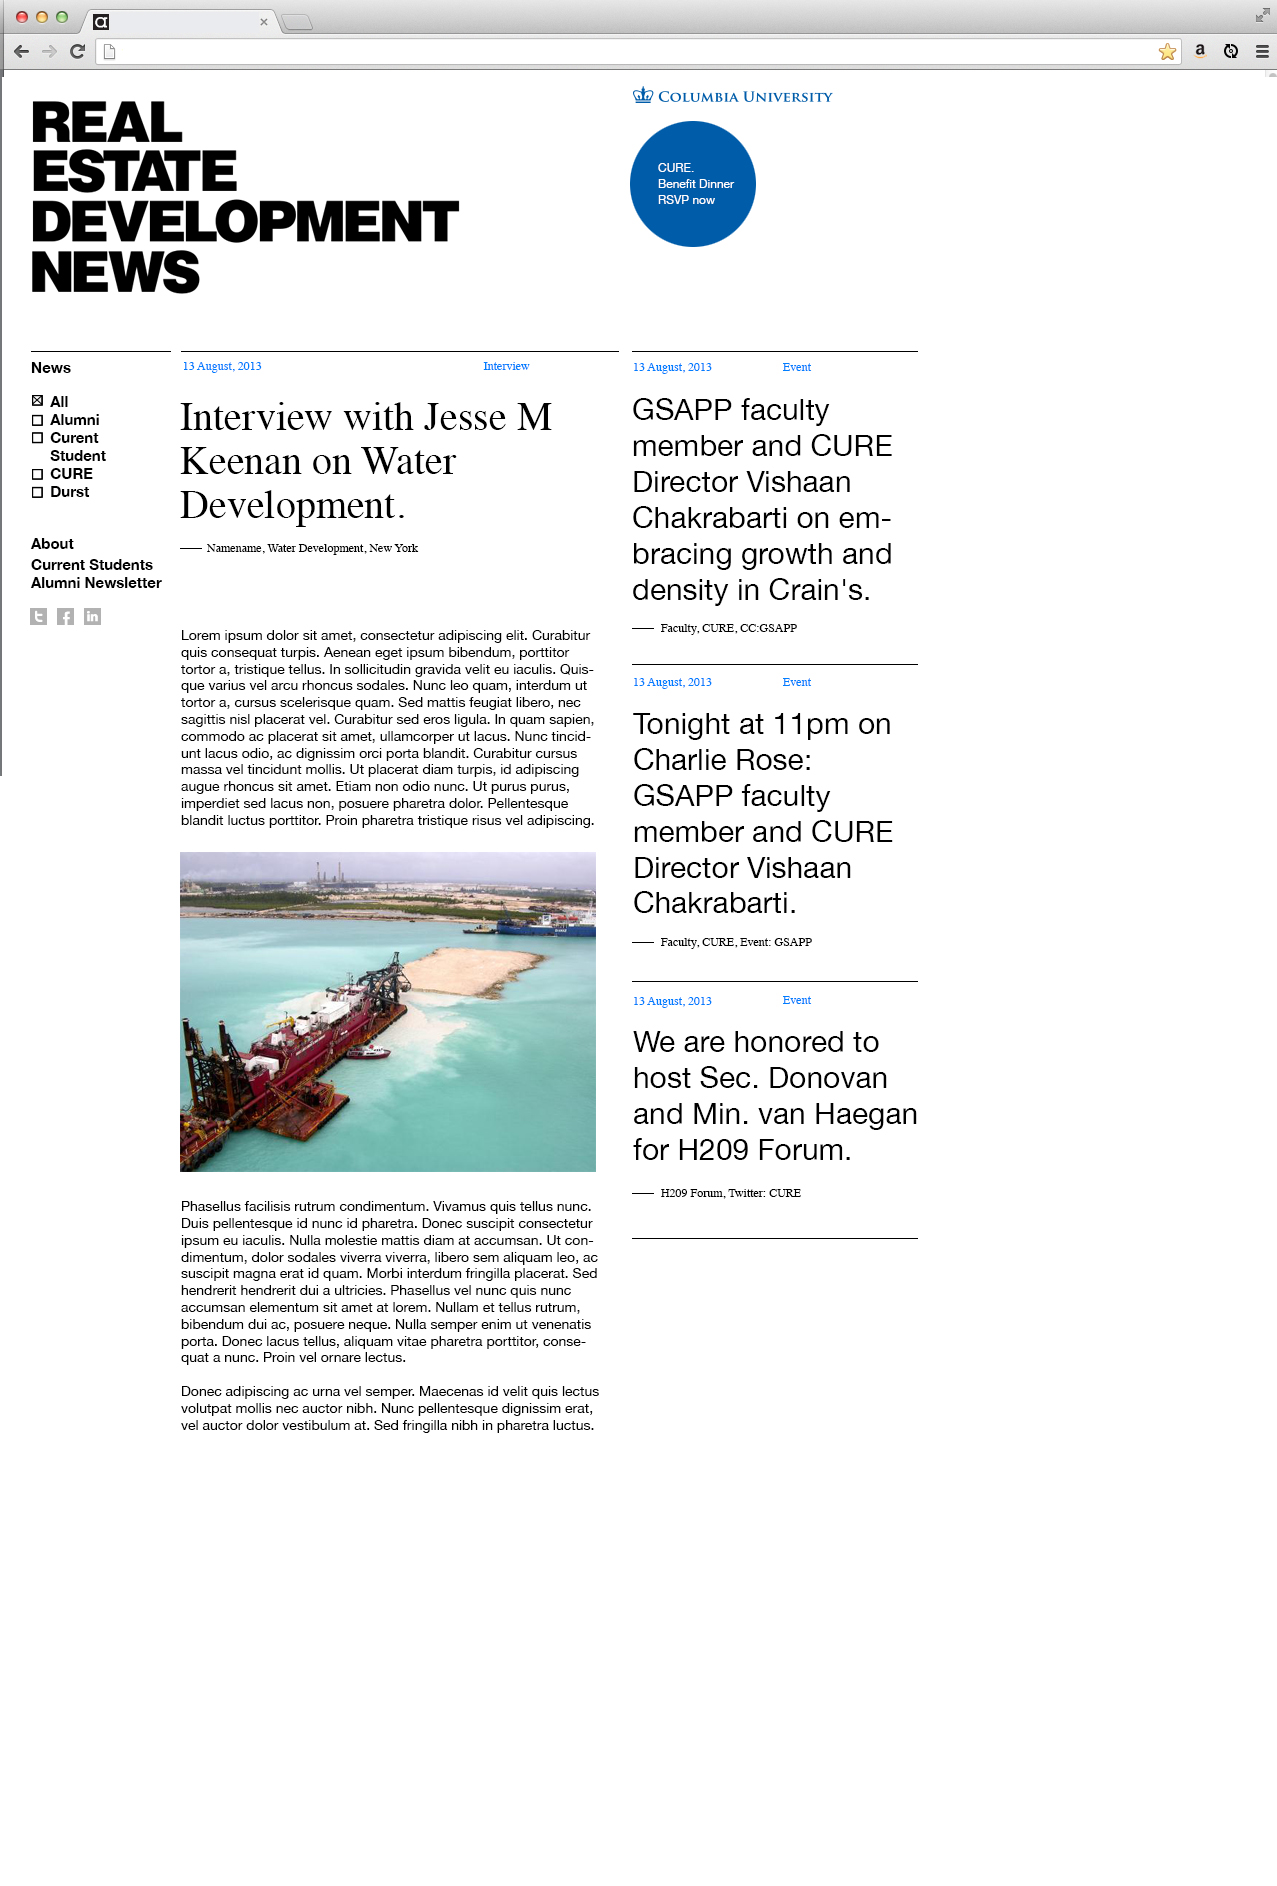 REAL
ESTATE
DEVELOPMENT
NEWS
COLUMBIA UNIVERSITY
CURE.
Benefit Dinner
RSVP now
News
All
Alumni
Curent
Student
CURE
Durst
About
Current Students
Alumni Newsletter
13 August, 2013 Interview
Interview with Jesse M
Keenan on Water
Development.
Namename, Water Development, New York
Lorem ipsum dolor sit amet, consectetur adipiscing elit. Curabitur
quis consequat turpis. Aenean eget ipsum bibendum, porttitor
tortor a, tristique tellus. In sollicitudin gravida velit eu iaculis. Quis-
que varius vel arcu rhoncus sodales. Nunc leo quam, interdum ut
tortor a, cursus scelerisque quam. Sed mattis feugiat libero, nec
sagittis nisl placerat vel. Curabitur sed eros ligula. In quam sapien,
commodo ac placerat sit amet, ullamcorper ut lacus. Nunc tincid-
unt lacus odio, ac dignissim orci porta blandit. Curabitur cursus
massa vel tincidunt mollis. Ut placerat diam turpis, id adipiscing
augue rhoncus sit amet. Etiam non odio nunc. Ut purus purus,
imperdiet sed lacus non, posuere pharetra dolor. Pellentesque
blandit luctus porttitor. Proin pharetra tristique risus vel adipiscing.
Phasellus facilisis rutrum condimentum. Vivamus quis tellus nunc.
Duis pellentesque id nunc id pharetra. Donec suscipit consectetur
ipsum eu iaculis. Nulla molestie mattis diam at accumsan. Ut con-
dimentum, dolor sodales viverra viverra, libero sem aliquam leo, ac
suscipit magna erat id quam. Morbi interdum fringilla placerat. Sed
hendrerit hendrerit dui a ultricies. Phasellus vel nunc quis nunc
accumsan elementum sit amet at lorem. Nullam et tellus rutrum,
bibendum dui ac, posuere neque. Nulla semper enim ut venenatis
porta. Donec lacus tellus, aliquam vitae pharetra porttitor, conse-
quat a nunc. Proin vel ornare lectus.
Donec adipiscing ac urna vel semper. Maecenas id velit quis lectus
volutpat mollis nec auctor nibh. Nunc pellentesque dignissim erat,
vel auctor dolor vestibulum at. Sed fringilla nibh in pharetra luctus.
13 August, 2013 Event
GSAPP faculty
member and CURE
Director Vishaan
Chakrabarti on em-
bracing growth and
density in Crain's.
Faculty, CURE, CC:GSAPP
13 August, 2013 Event
Tonight at 11pm on
Charlie Rose:
GSAPP faculty
member and CURE
Director Vishaan
Chakrabarti.
Faculty, CURE, Event: GSAPP
13 August, 2013 Event
We are honored to
host Sec. Donovan
and Min. van Haegan
for H209 Forum.
H209 Forum, Twitter: CURE